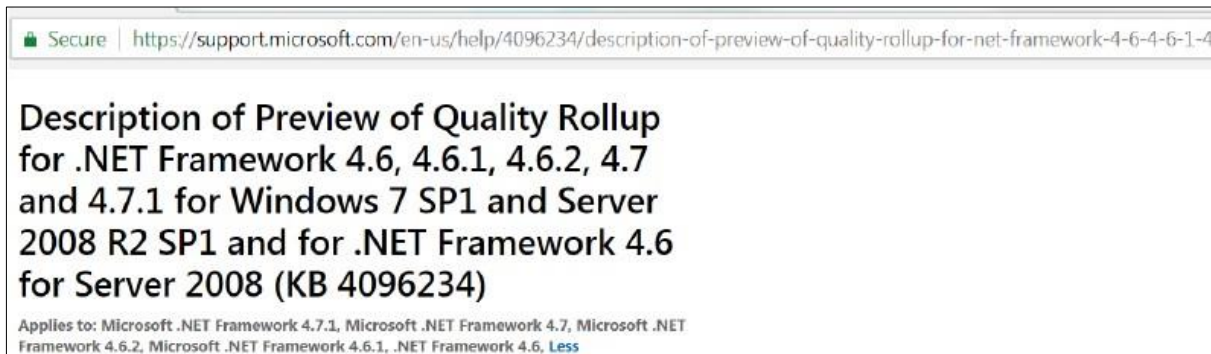 Secure | https://support.microsoft.com/en-us/help/4096234/description-of-preview-of-quality-rollup-for-net-framework-4-6-4-6-1-4
Description of Preview of Quality Rollup
for .NET Framework 4.6, 4.6.1, 4.6.2, 4.7
and 4.7.1 for Windows 7 SP1 and Server
2008 R2 SP1 and for .NET Framework 4.6
for Server 2008 (KB 4096234)
Applies to: Microsoft .NET Framework 4.7.1, Microsoft .NET Framework 4.7, Microsoft .NET
Framework 4.6.2, Microsoft .NET Framework 4.6.1, .NET Framework 4.6, Less